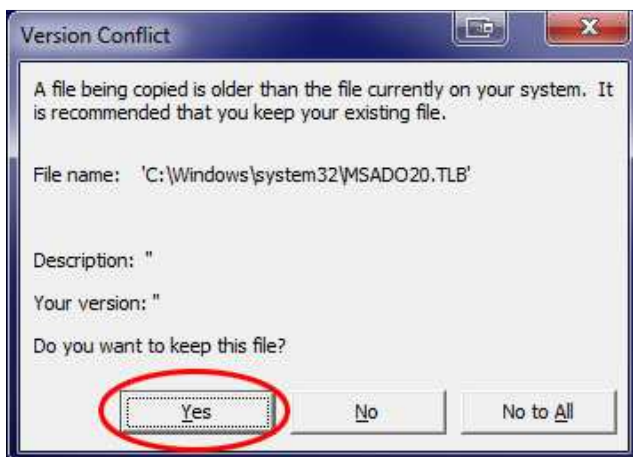 Version Conflict
A file being copied is older than the file currently on your system. It
is recommended that you keep your existing file.
File name: 'C:\Windows\system32\MSADO20.TLB'
Description: "
Your version: "
Do you want to keep this file?
Yes No No to All